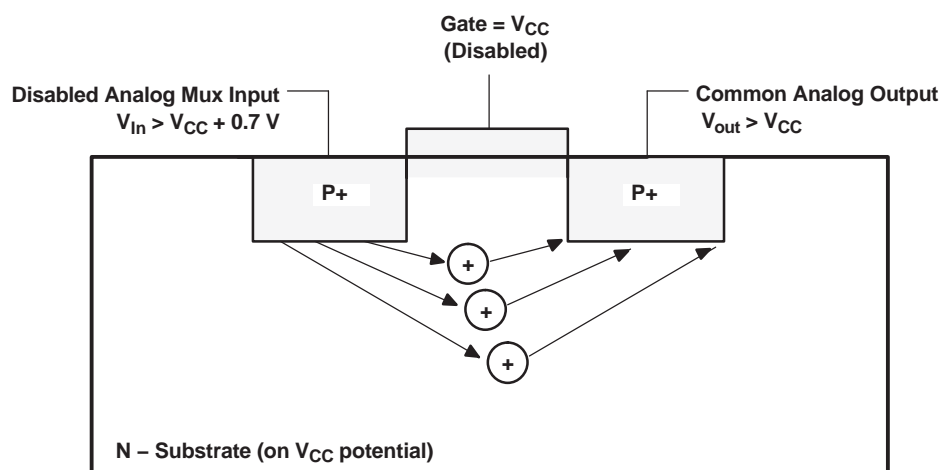 Gate = VCC
(Disabled)
Disabled Analog Mux Input
VIn > VCC + 0.7 V
Common Analog Output
Vout > VCC
P+
P+
+
+
+
N – Substrate (on VCC potential)